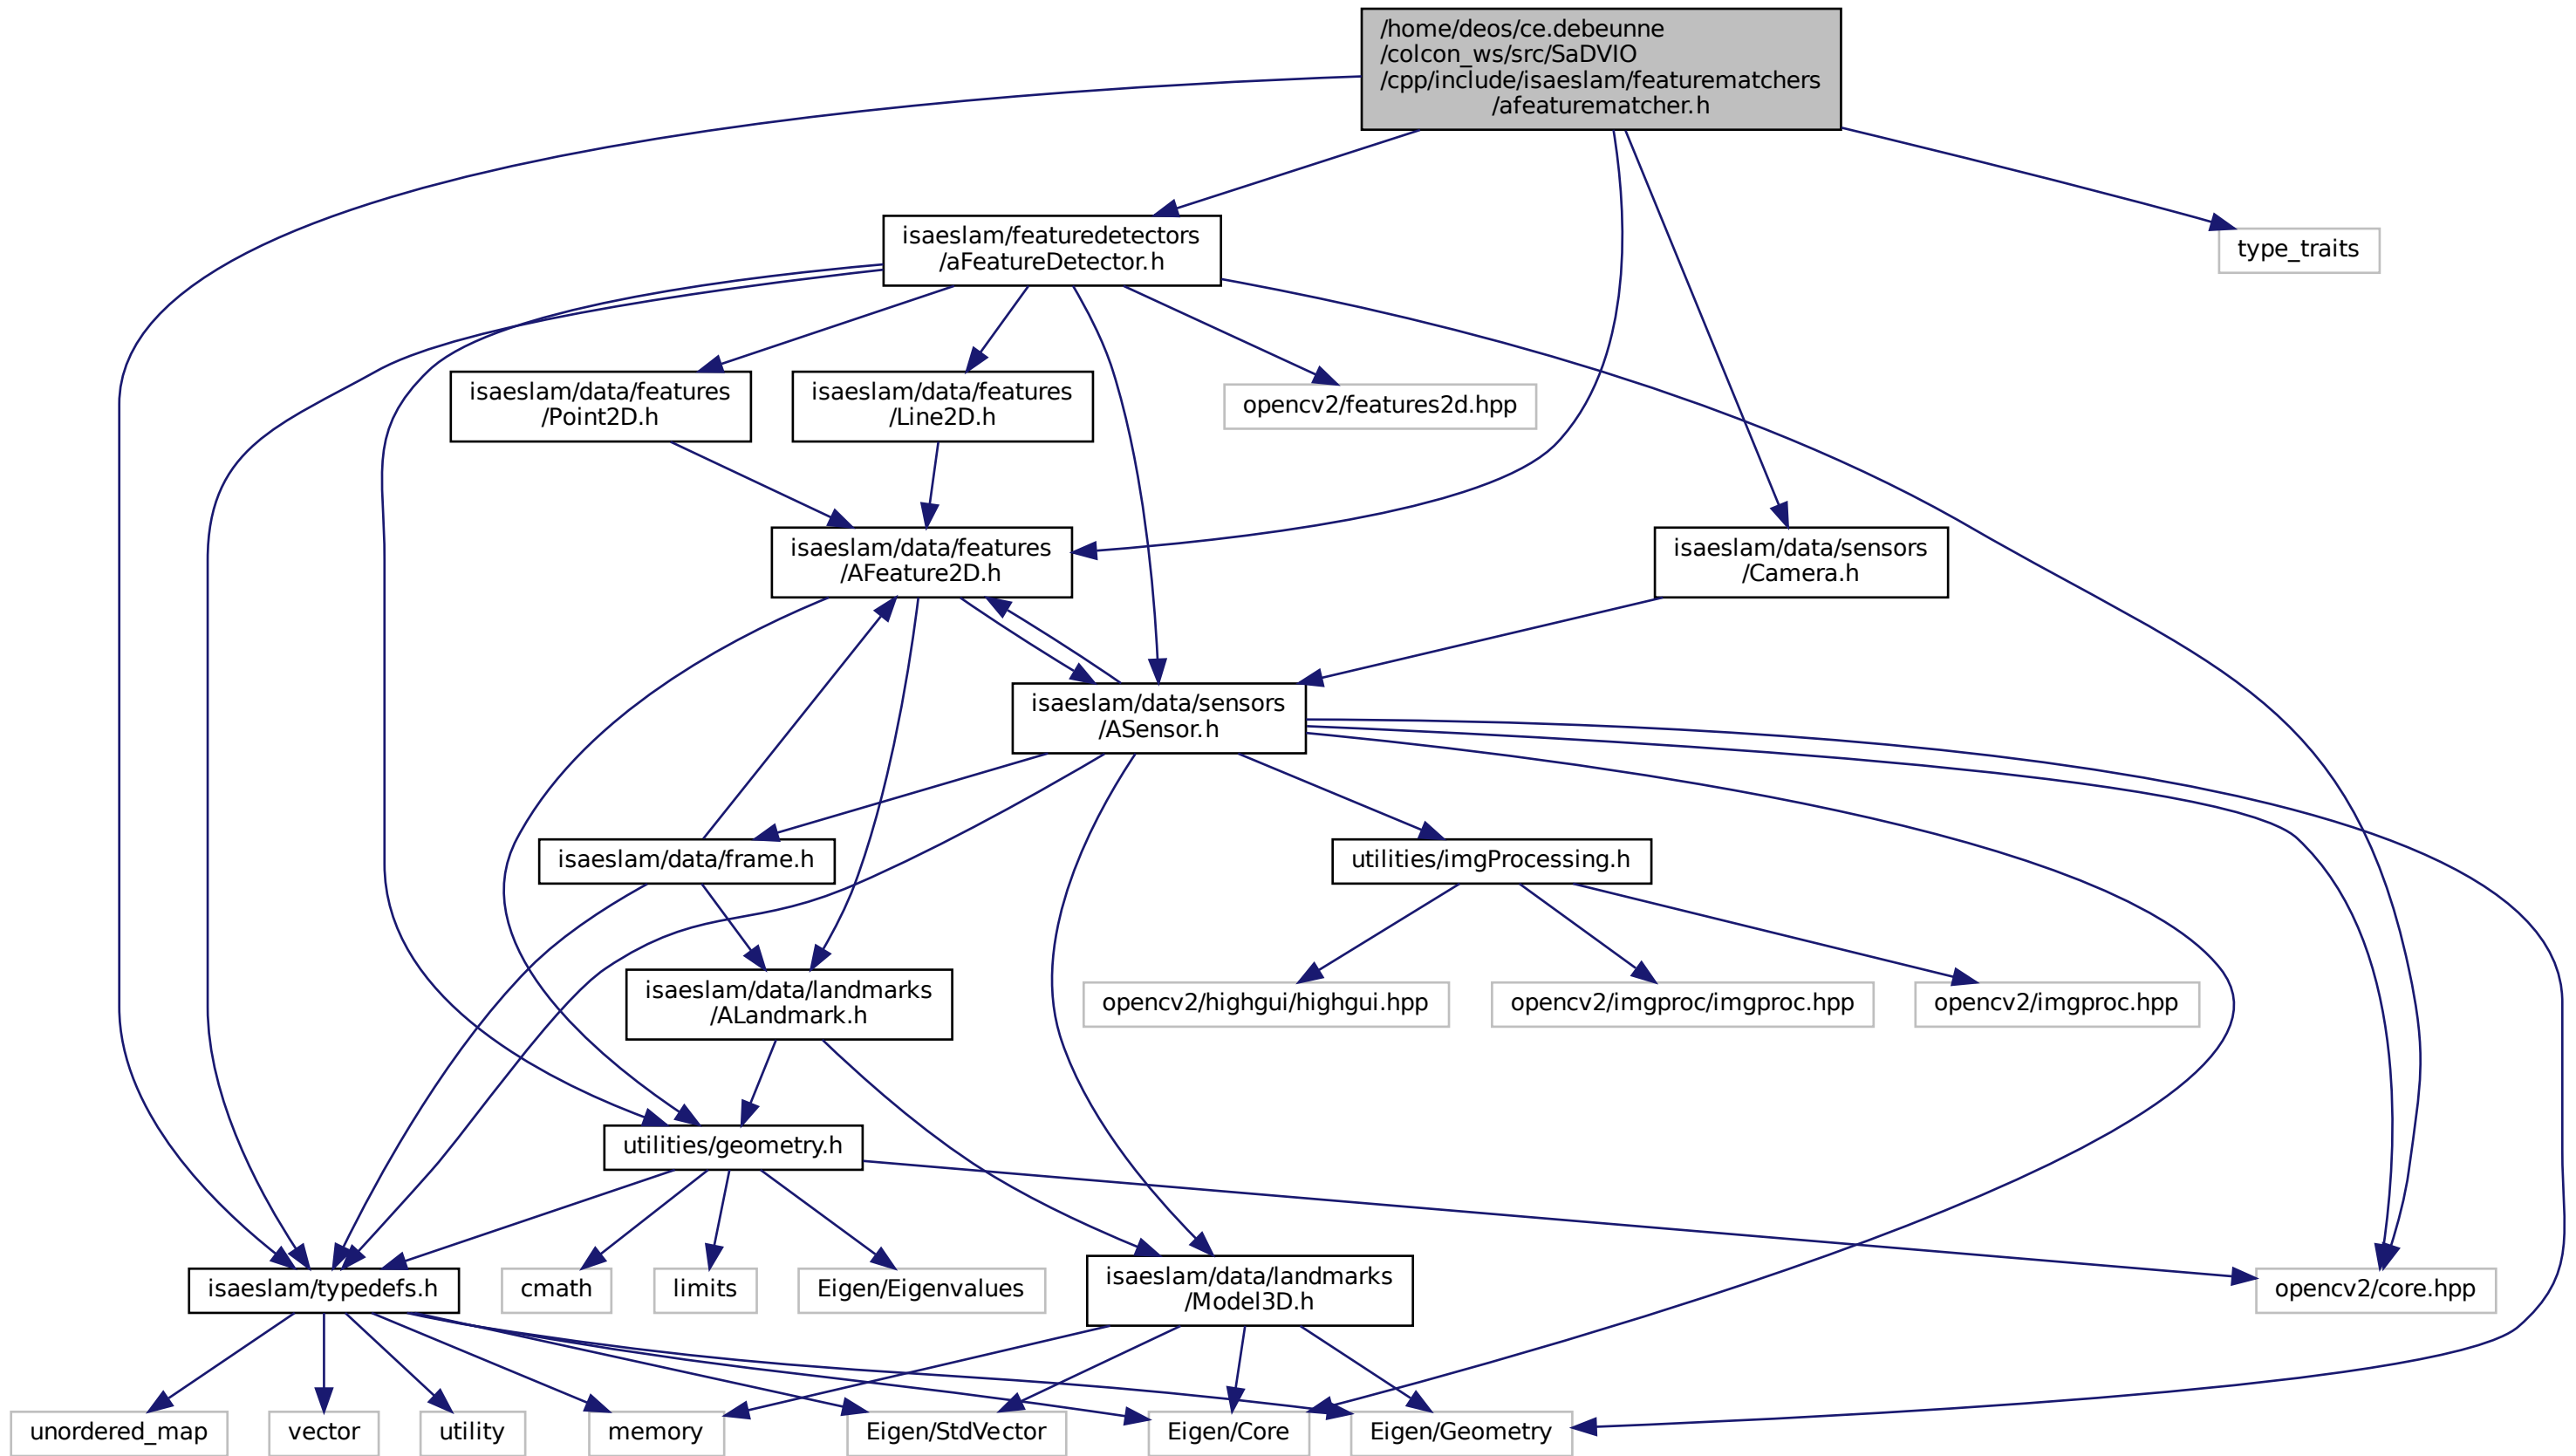 /home/deos/ce.debeunne
/colcon_ws/src/SaDVIO
/cpp/include/isaeslam/featurematchers
/afeaturematcher.h
isaeslam/featuredetectors
/aFeatureDetector.h
type_traits
isaeslam/data/features
/Point2D.h
isaeslam/data/features
/Line2D.h
opencv2/features2d.hpp
isaeslam/data/features
/AFeature2D.h
isaeslam/data/sensors
/Camera.h
isaeslam/data/sensors
/ASensor.h
isaeslam/data/frame.h
utilities/imgProcessing.h
isaeslam/data/landmarks
/ALandmark.h
opencv2/highgui/highgui.hpp
opencv2/imgproc/imgproc.hpp
opencv2/imgproc.hpp
utilities/geometry.h
isaeslam/typedefs.h
cmath
limits
Eigen/Eigenvalues
isaeslam/data/landmarks
/Model3D.h
opencv2/core.hpp
unordered_map
vector
utility
memory
Eigen/StdVector
Eigen/Core
Eigen/Geometry